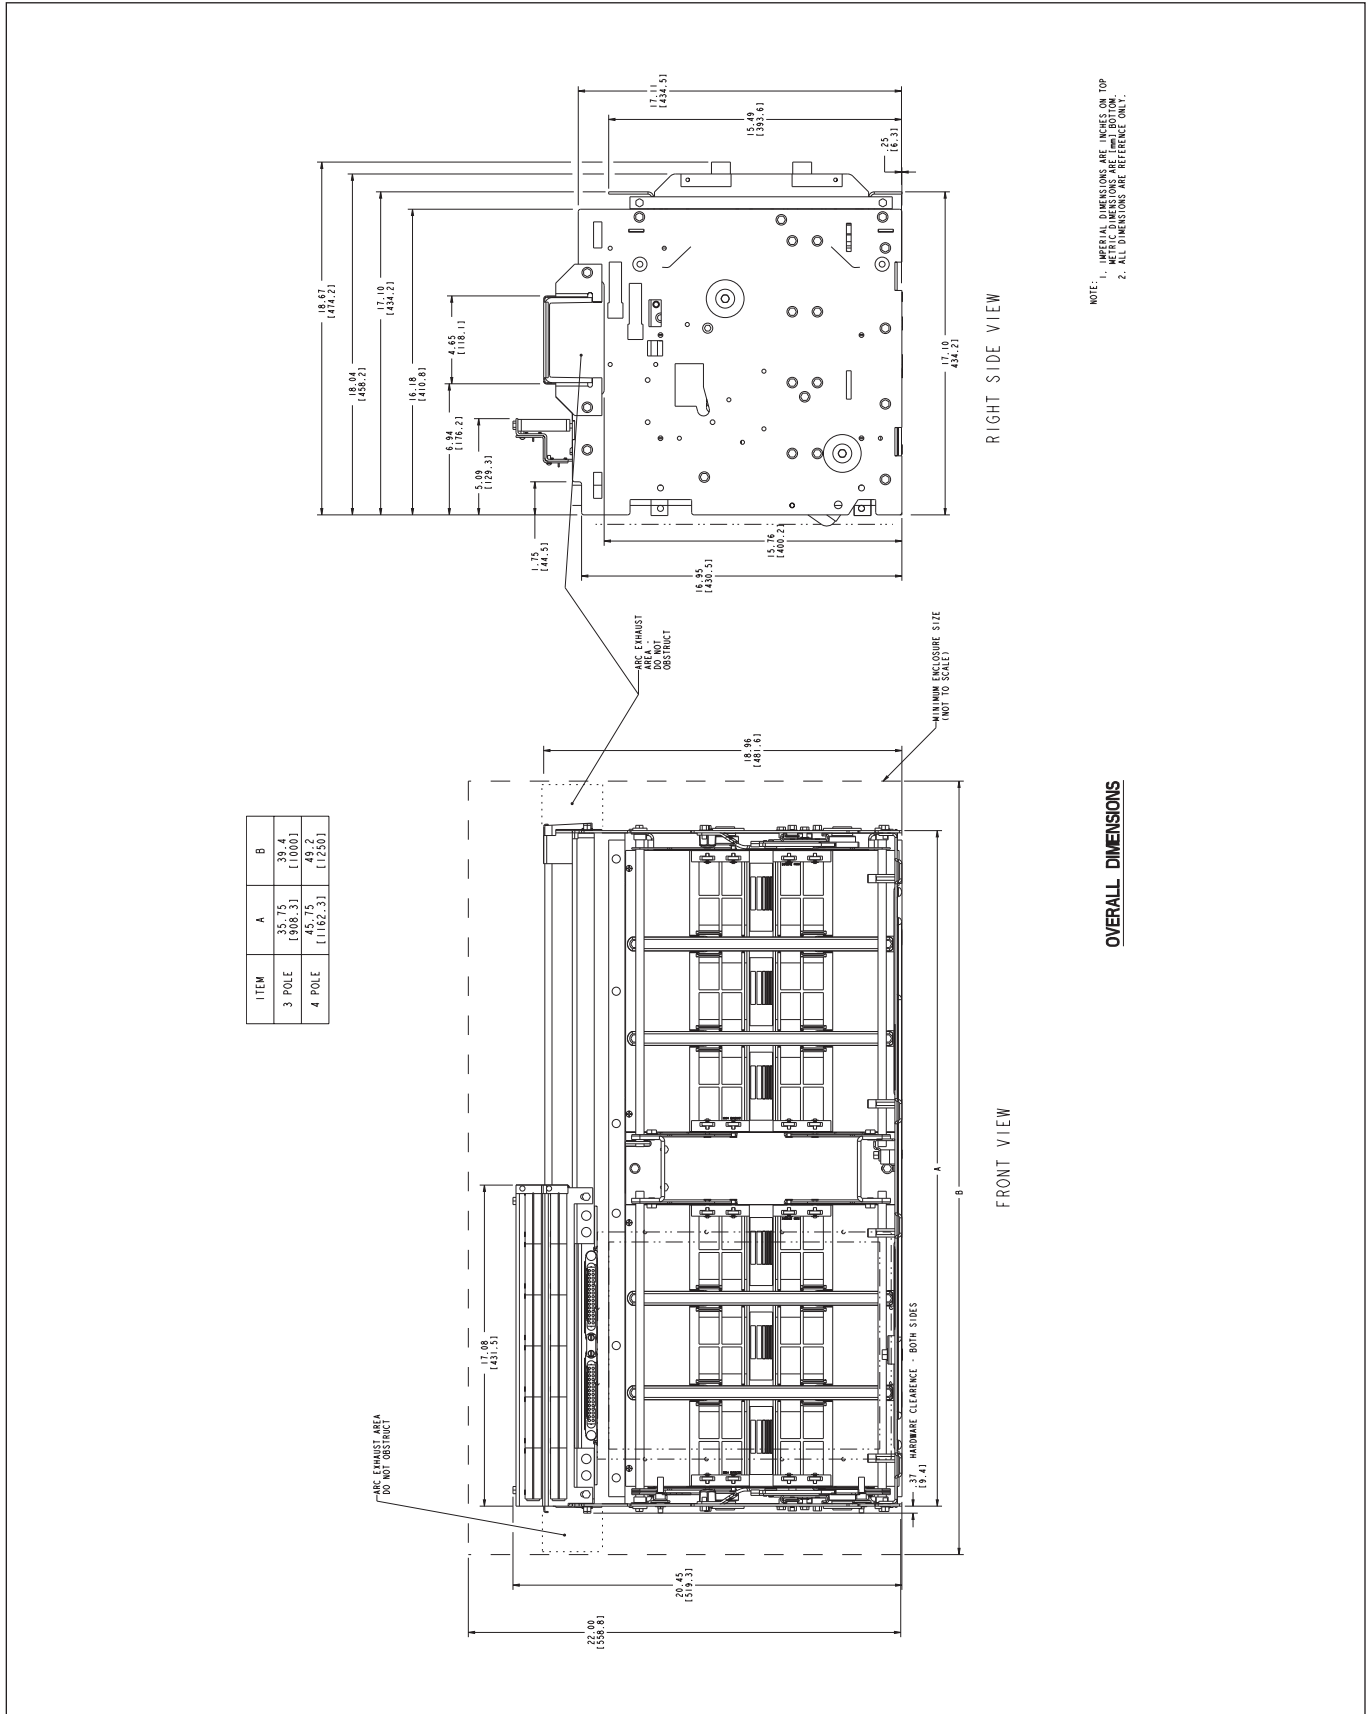 ITEM A B
3 POLE 35.75 39.4
[908.3] [1000]
4 POLE 45.75 49.2
[1162.3] [1250]
ARC EXHAUST AREA
DO NOT OBSTRUCT
17.08
[431.5]
22.00
[558.8]
20.45
[519.3]
18.96
[481.6]
.37 HARDWARE CLEARENCE - BOTH SIDES
[9.4]
A
B
FRONT VIEW
MINIMUM ENCLOSURE SIZE
(NOT TO SCALE)
ARC EXHAUST
AREA -
DO NOT
OBSTRUCT
18.67
[474.2]
18.04
[458.2]
17.10
[434.2]
16.18
[410.8]
4.65
[118.1]
6.94
[176.2]
5.09
[129.3]
1.75
[44.5]
17.11
[434.5]
15.49
[393.6]
.25
[6.3]
15.76
[400.2]
16.95
[430.5]
17.10
434.2]
RIGHT SIDE VIEW
NOTE:
1. IMPERIAL DIMENSIONS ARE INCHES ON TOP
METRIC DIMENSIONS ARE [mm] BOTTOM.
2. ALL DIMENSIONS ARE REFERENCE ONLY.
OVERALL DIMENSIONS